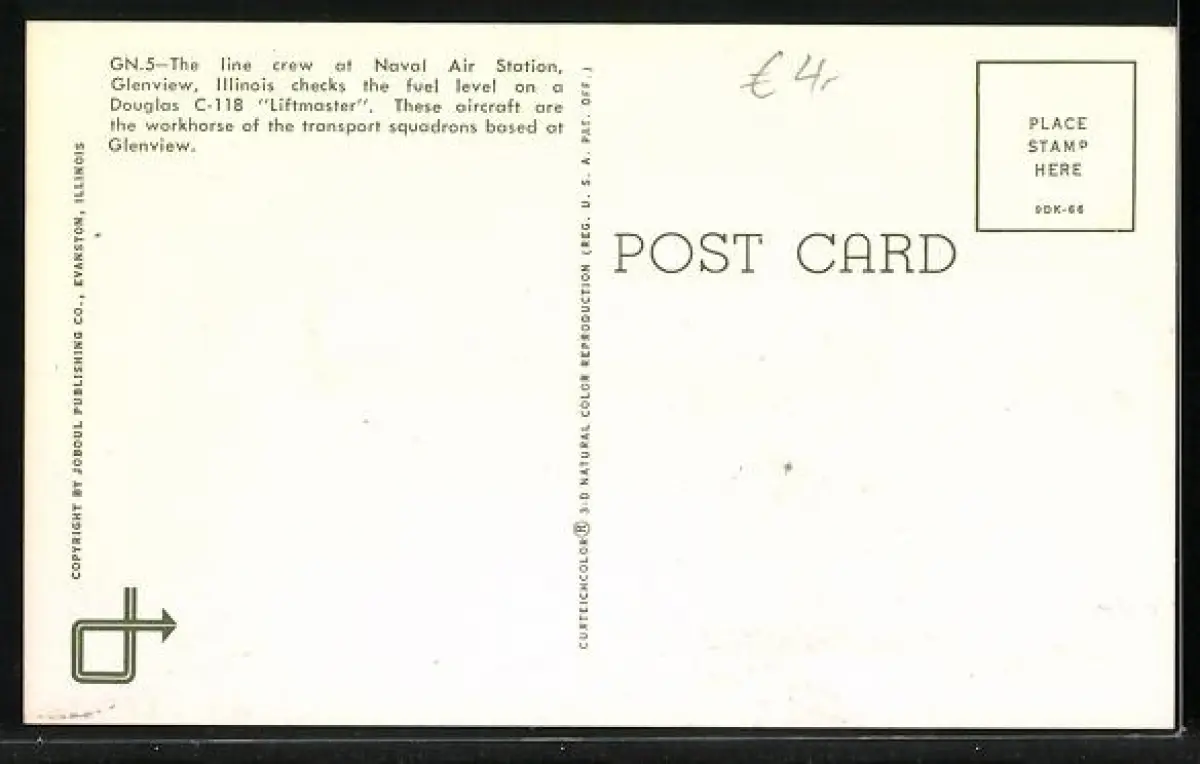 GN.5—The line crew at Naval Air Station,
Glenview, Illinois checks the fuel level on a
Douglas C-118 "Liftmaster". These aircraft are
the workhorse of the transport squadrons based at
Glenview.
COPYRIGHT BY JOBOUL PUBLISHING CO., EVANSTON, ILLINOIS
CURTEICHCOLOR® 3-D NATURAL COLOR REPRODUCTION (REG. U. S. A. PAT. OFF.)
€ 4,-
POST CARD
PLACE
STAMP
HERE
9DK-66